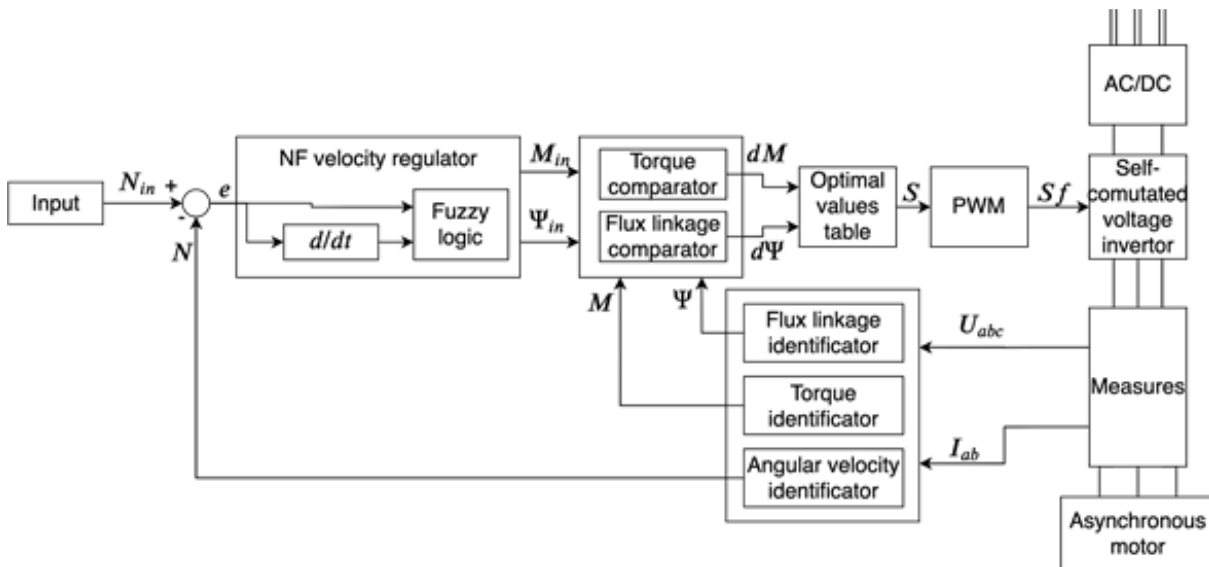 AC/DC
NF velocity regulator
M_in
dM
Torque
comparator
Self-
comutated
voltage
invertor
Input
N_in
+
-
e
Fuzzy
logic
d/dt
Ψ_in
Flux linkage
comparator
dΨ
Optimal
values
table
S
PWM
Sf
N
M
Ψ
Flux linkage
identificator
U_abc
Torque
identificator
Measures
Angular velocity
identificator
I_ab
Asynchronous
motor